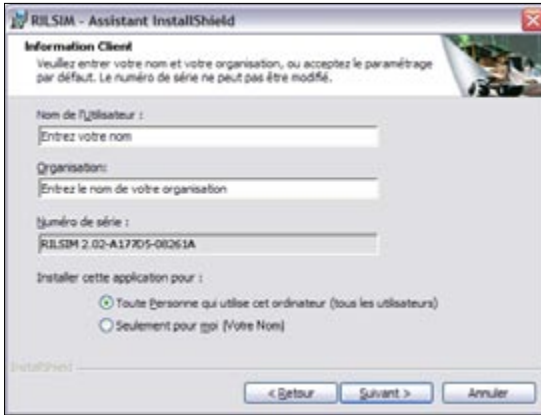 RILSIM - Assistant InstallShield
Information Client
Veuillez entrer votre nom et votre organisation, ou acceptez le paramétrage
par défaut. Le numéro de série ne peut pas être modifié.
Nom de l'Utilisateur :
Entrez votre nom
Organisation:
Entrez le nom de votre organisation
Numéro de série :
RILSIM 2.02-A177D5-08261A
Installer cette application pour :
Toute Personne qui utilise cet ordinateur (tous les utilisateurs)
Seulement pour moi (Votre Nom)
InstallShield
< Retour
Suivant >
Annuler